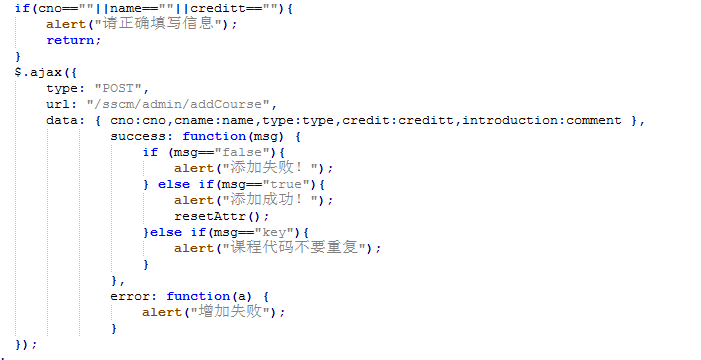 if(cno==""||name==""||creditt==""){
alert("请正确填写信息");
return;
}
$.ajax({
type: "POST",
url: "/sscm/admin/addCourse",
data: { cno:cno,cname:name,type:type,credit:creditt,introduction:comment },
success: function(msg) {
if (msg=="false"){
alert("添加失败！");
} else if(msg=="true"){
alert("添加成功！");
resetAttr();
}else if(msg=="key"){
alert("课程代码不要重复");
}
},
error: function(a) {
alert("增加失败");
}
});